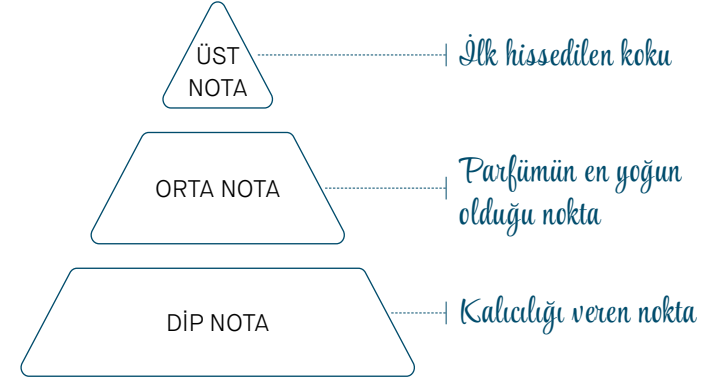 ÜST
NOTA
İlk hissedilen koku
ORTA NOTA
Parfümün en yoğun
olduğu nokta
DİP NOTA
Kalıcılığı veren nokta